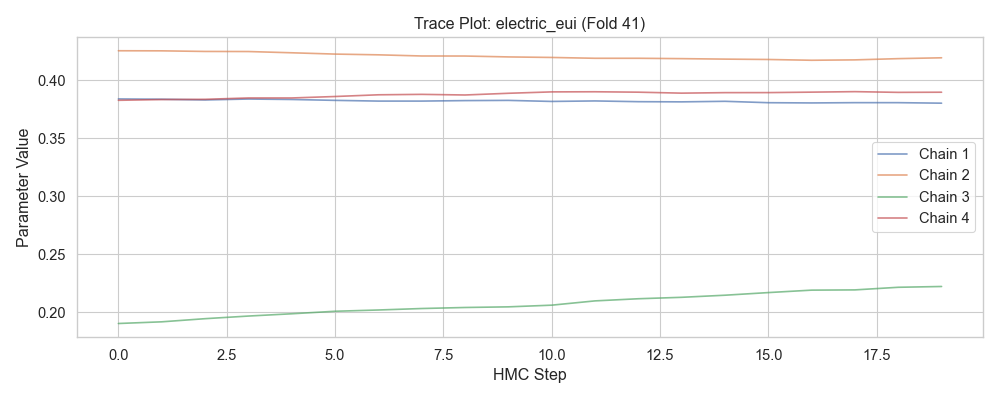 Trace Plot: electric_eui (Fold 41)
Parameter Value
0.40
0.35
0.30
0.25
0.20
Chain 1
Chain 2
Chain 3
Chain 4
0.0 2.5 5.0 7.5 10.0 12.5 15.0 17.5
HMC Step